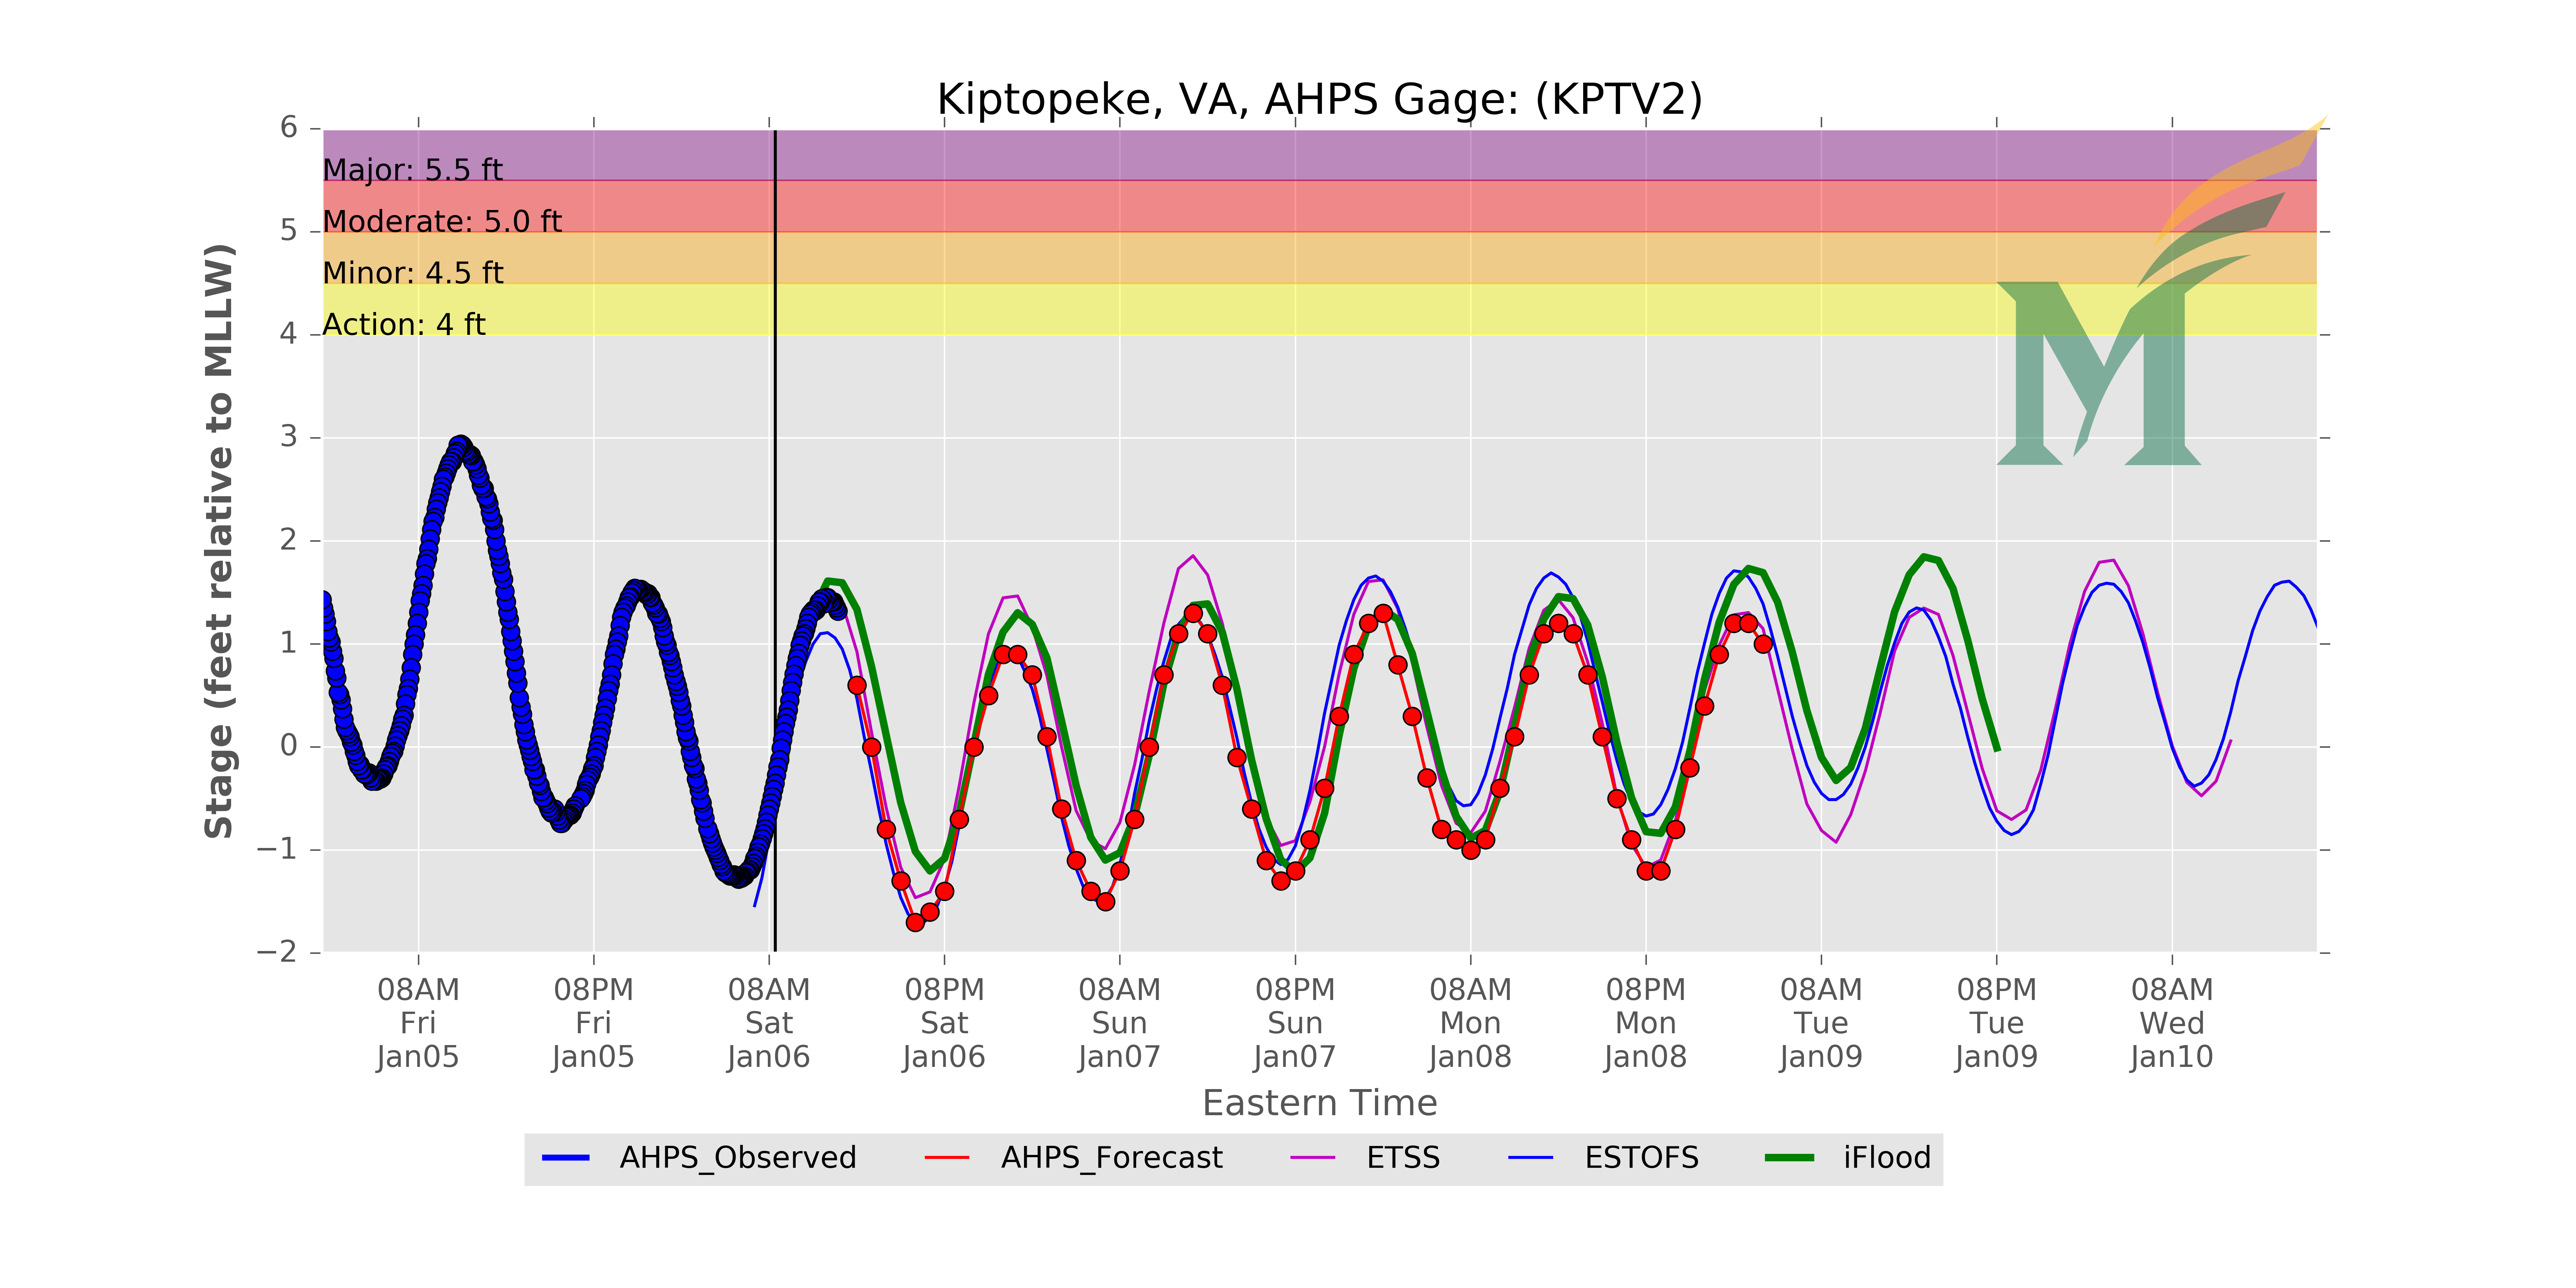 Kiptopeke, VA, AHPS Gage: (KPTV2)
6
5
4
3
2
1
0
−1
−2
Stage (feet relative to MLLW)
Major: 5.5 ft
Moderate: 5.0 ft
Minor: 4.5 ft
Action: 4 ft
M
08AM 08PM 08AM 08PM 08AM 08PM 08AM 08PM 08AM 08PM 08AM
Fri Fri Sat Sat Sun Sun Mon Mon Tue Tue Wed
Jan05 Jan05 Jan06 Jan06 Jan07 Jan07 Jan08 Jan08 Jan09 Jan09 Jan10
Eastern Time
AHPS_Observed AHPS_Forecast ETSS ESTOFS iFlood